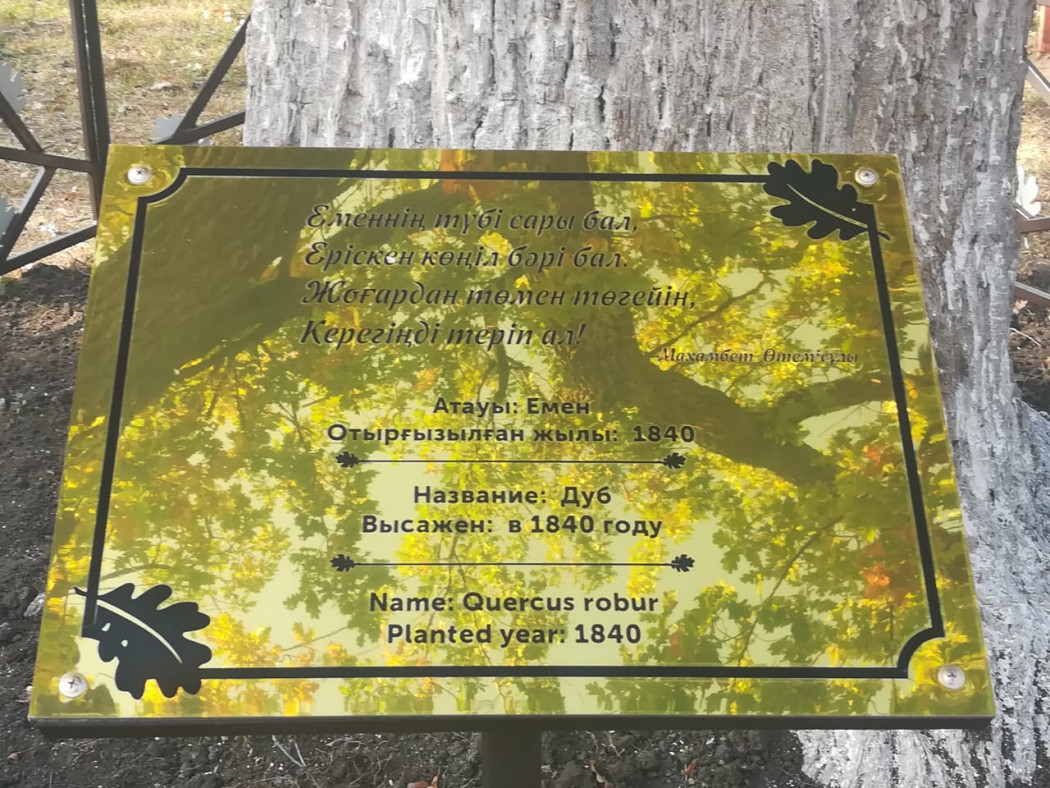 Еменнің түбі сары бал,
Еріскен көңіл бәрі бал.
Жоғардан төмен төгейін,
Керегіңді теріп ал!
Махамбет Өтемісұлы
Атауы: Емен
Отырғызылған жылы: 1840
Название: Дуб
Высажен: в 1840 году
Name: Quercus robur
Planted year: 1840